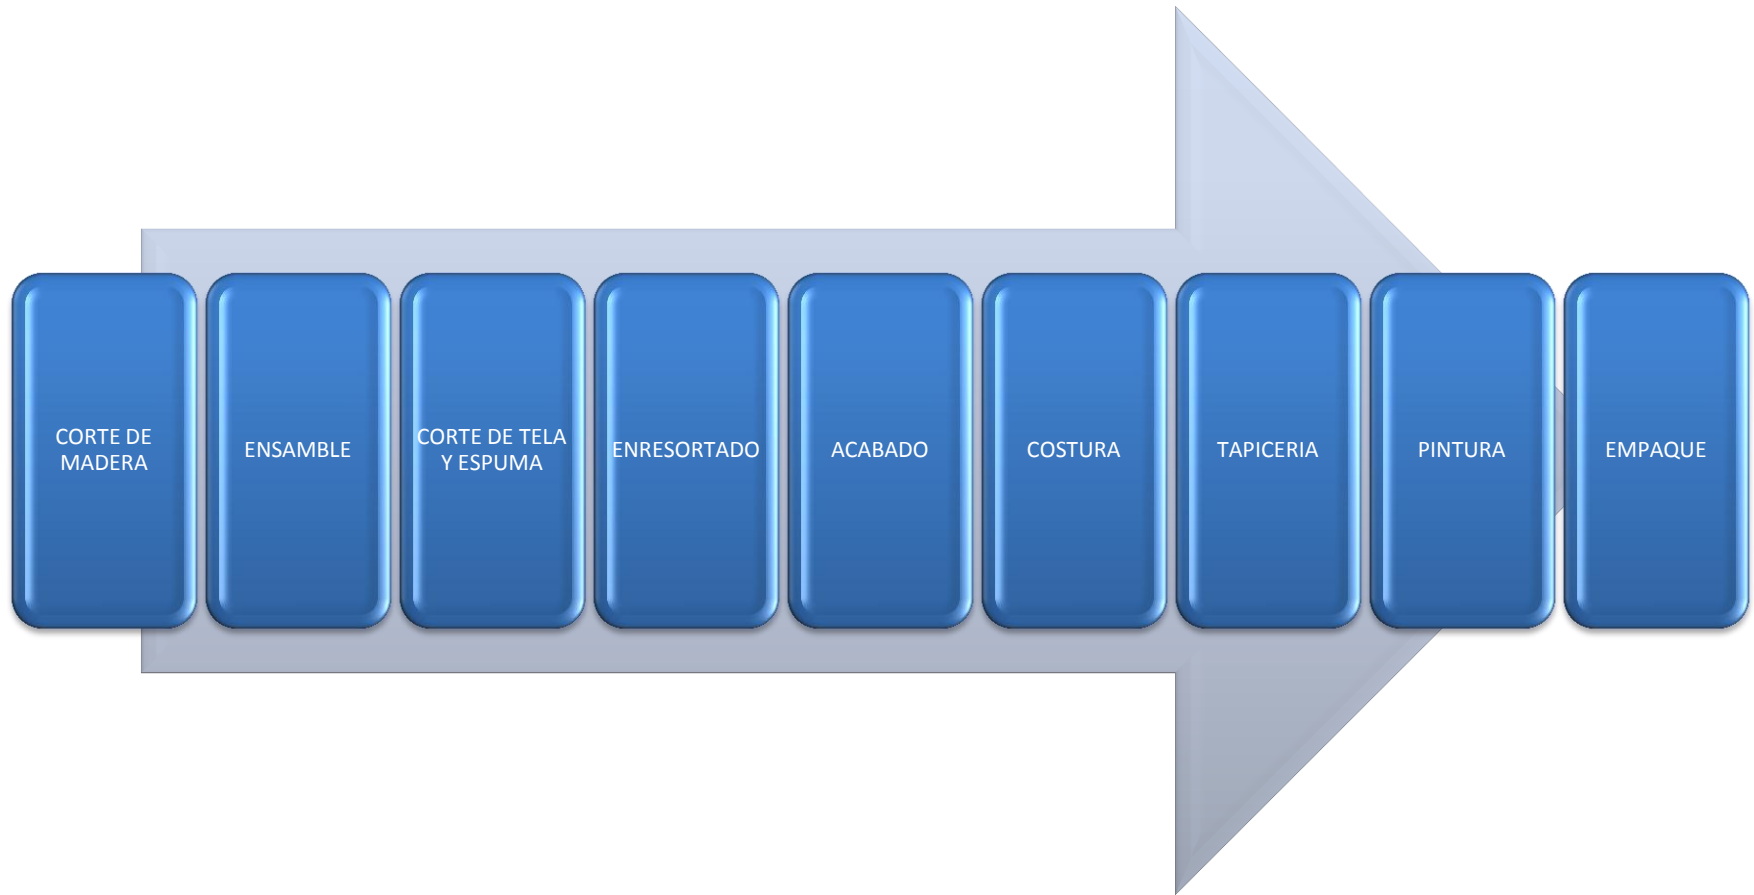 CORTE DE
MADERA
ENSAMBLE
CORTE DE TELA
Y ESPUMA
ENRESORTADO
ACABADO
COSTURA
TAPICERIA
PINTURA
EMPAQUE